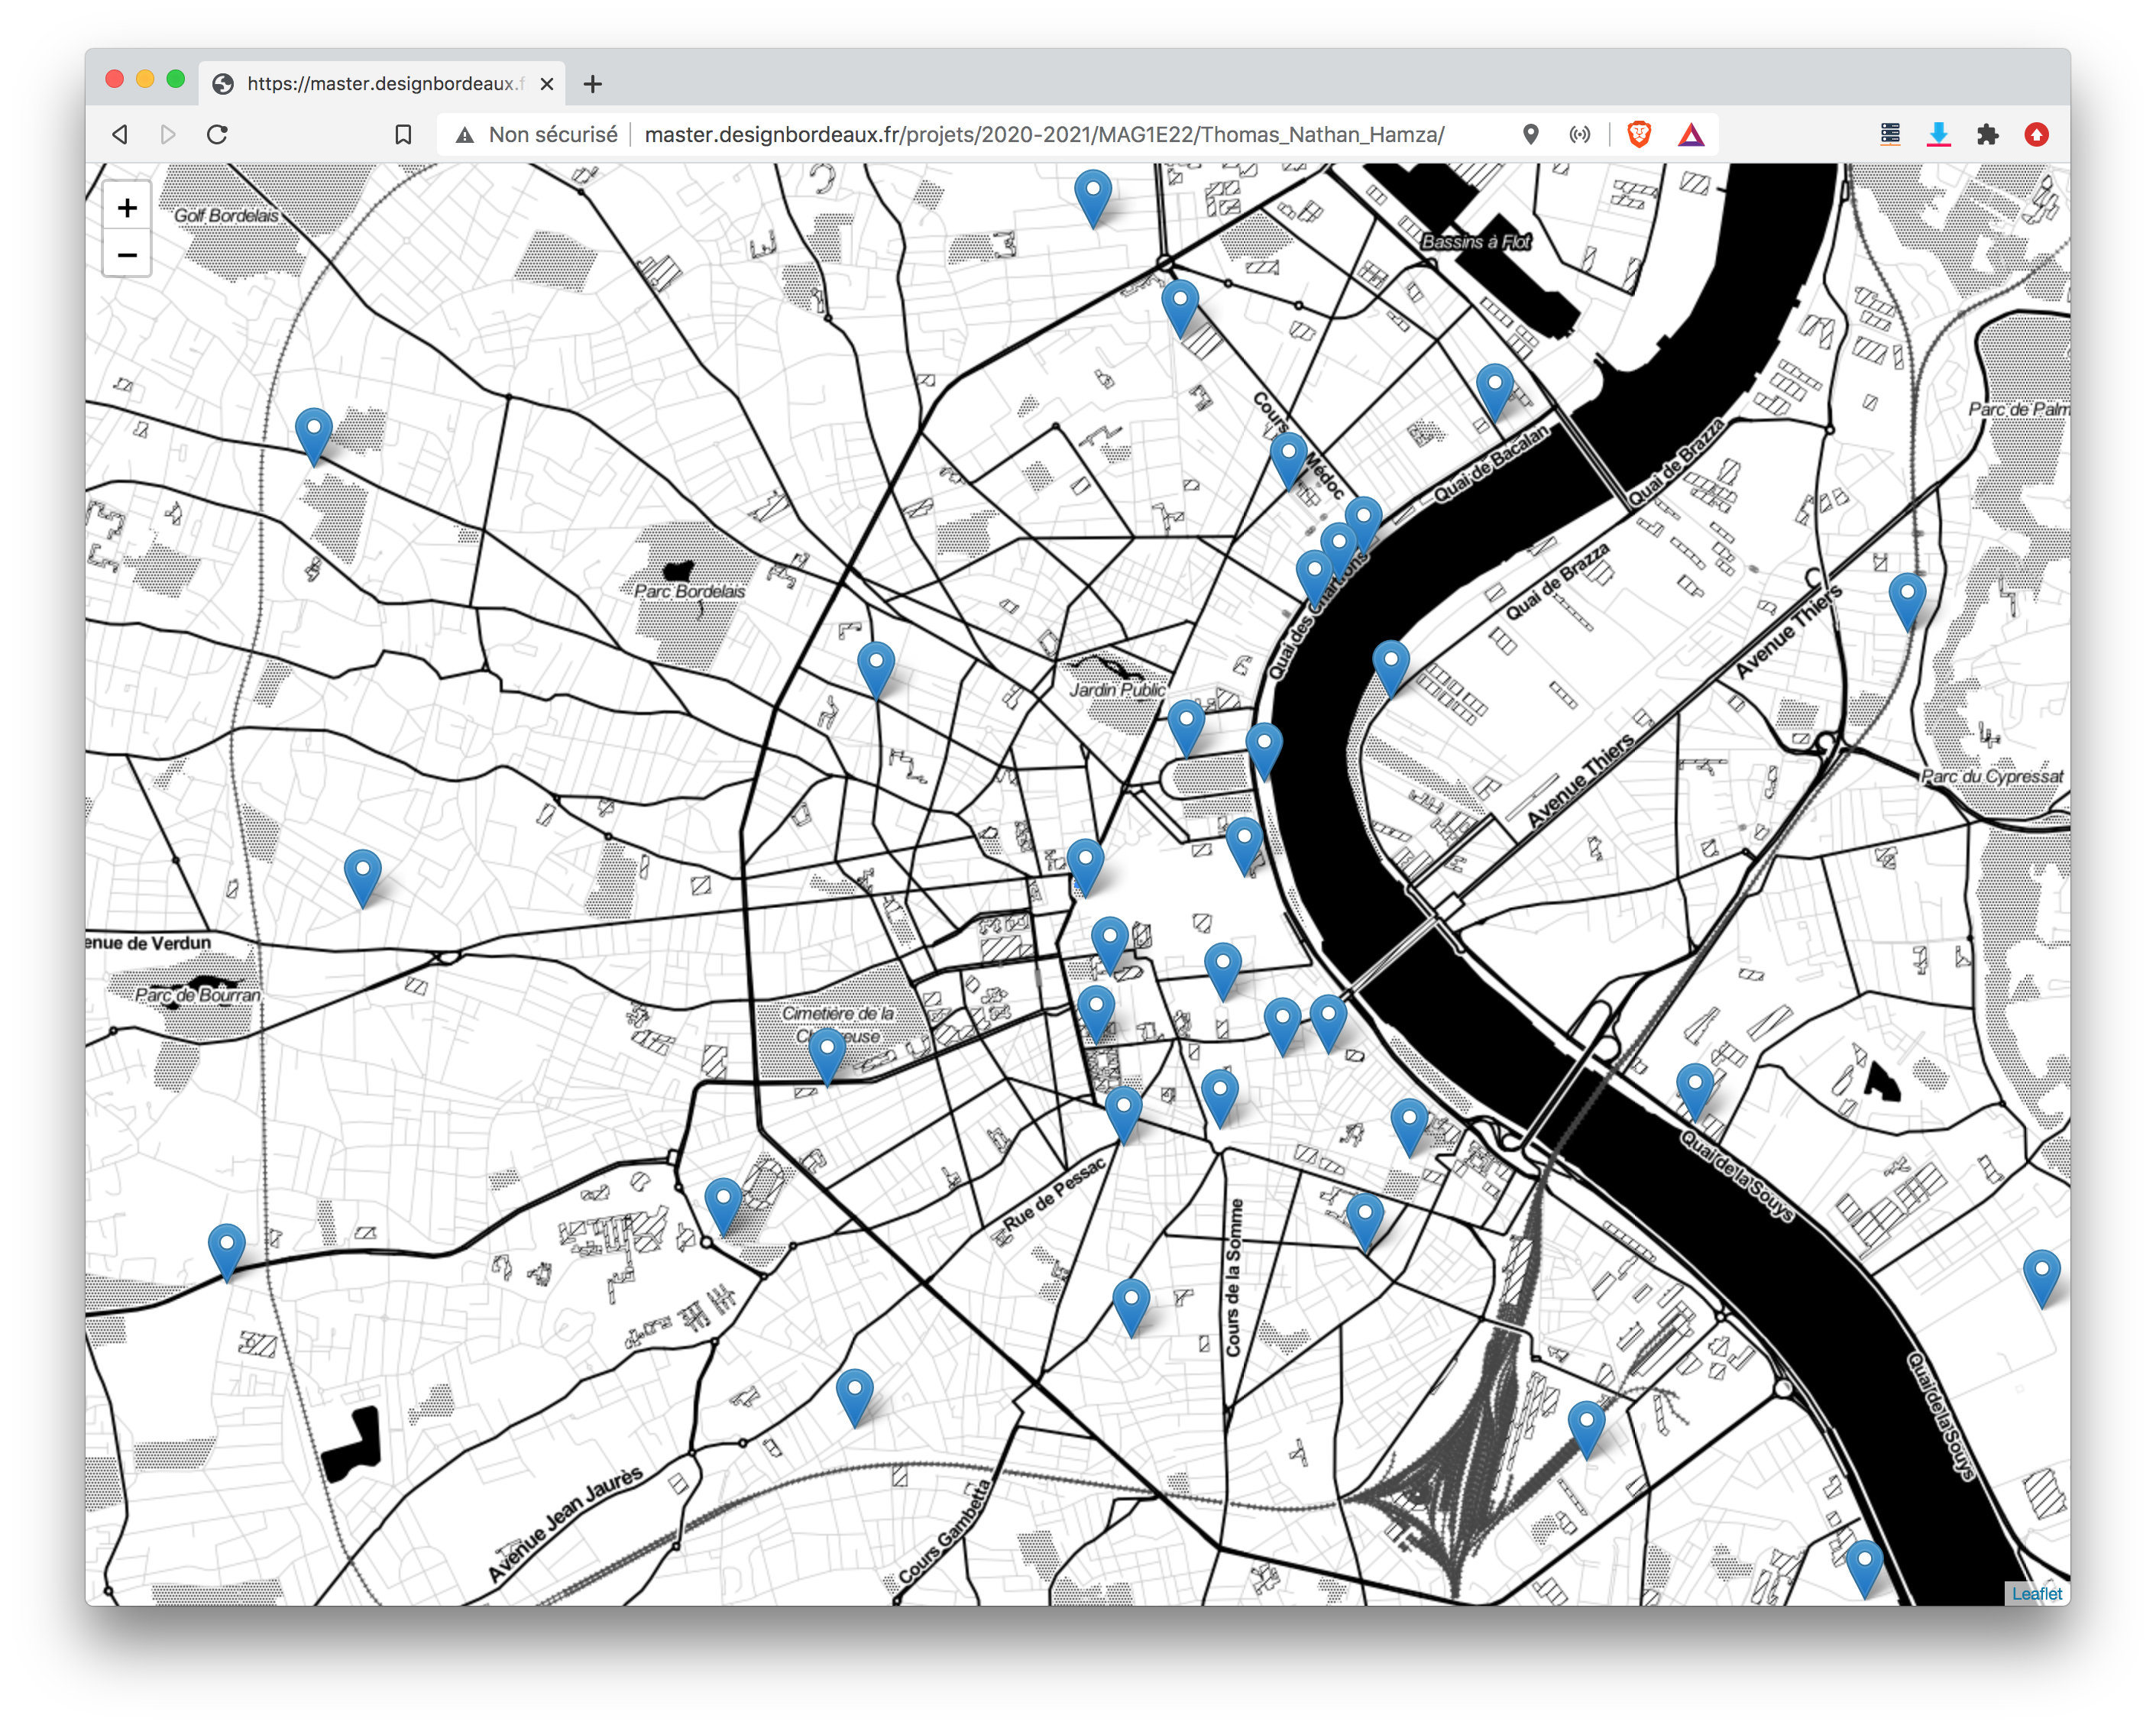 https://master.designbordeaux.f
Non sécurisé
master.designbordeaux.fr/projets/2020-2021/MAG1E22/Thomas_Nathan_Hamza/
+
−
Golf Bordelais
Bassins à Flot
Parc de Palm
Cours
Médoc
Quai de Bacalan
Quai de Brazza
Quai de Brazza
Parc Bordelais
Quai des
Avenue Thiers
Jardin Public
Avenue Thiers
Parc du Cypressat
enue de Verdun
Parc de Bourran
Cimetière de la
Rue de Pessac
Quai de la Souys
Cours de la Somme
Quai de la Souys
Avenue Jean Jaurès
Cours Gambetta
Leaflet